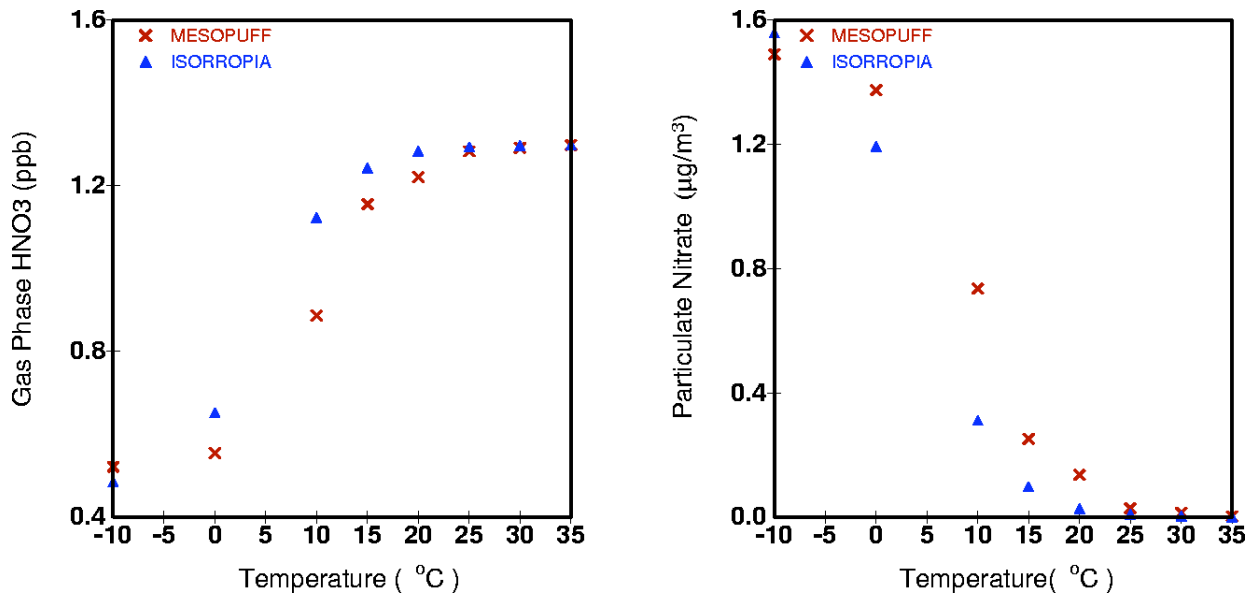 1.6
MESOPUFF
ISORROPIA
1.2
0.8
0.4
Gas Phase HNO3 (ppb)
-10 -5 0 5 10 15 20 25 30 35
Temperature ( °C )
1.6
MESOPUFF
ISORROPIA
1.2
0.8
0.4
0.0
Particulate Nitrate (µg/m³)
-10 -5 0 5 10 15 20 25 30 35
Temperature( °C )